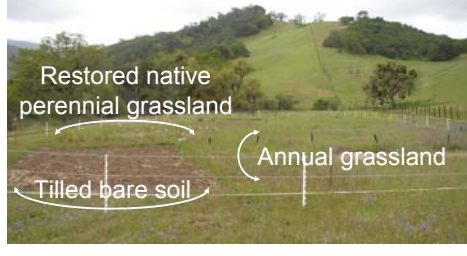 Restored native
perennial grassland
Annual grassland
Tilled bare soil